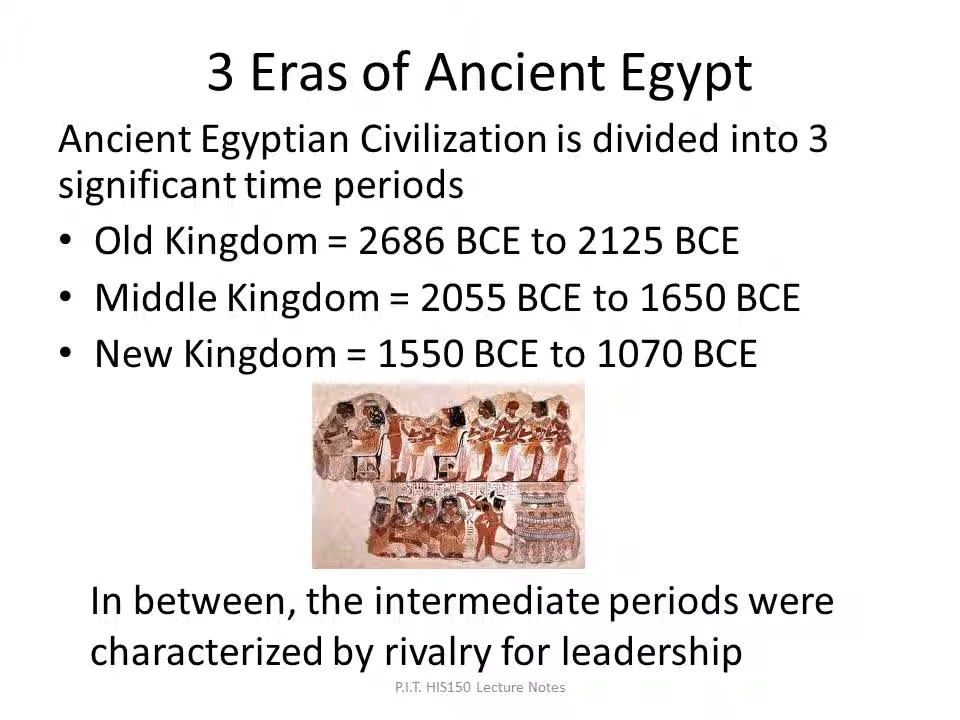 3 Eras of Ancient Egypt
Ancient Egyptian Civilization is divided into 3
significant time periods
• Old Kingdom = 2686 BCE to 2125 BCE
• Middle Kingdom = 2055 BCE to 1650 BCE
• New Kingdom = 1550 BCE to 1070 BCE
In between, the intermediate periods were
characterized by rivalry for leadership
P.I.T. HIS150 Lecture Notes